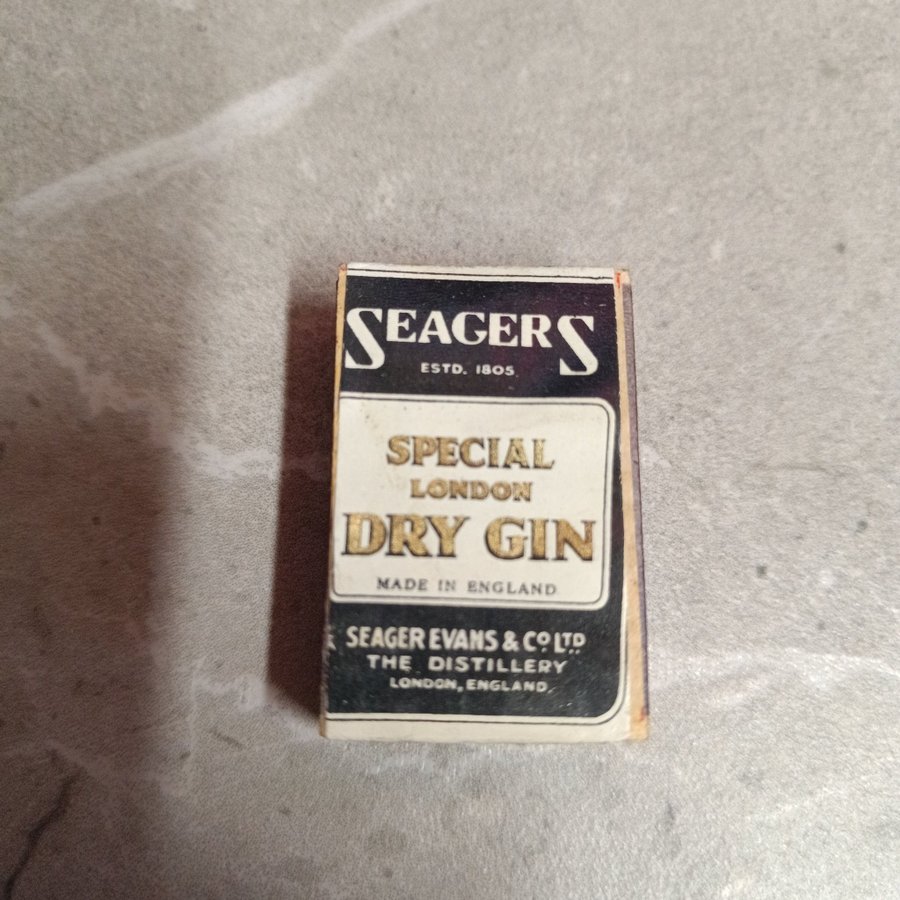 SEAGERS
ESTD. 1805.
SPECIAL
LONDON
DRY GIN
MADE IN ENGLAND
SEAGER EVANS & CO LTD
THE DISTILLERY
LONDON, ENGLAND.